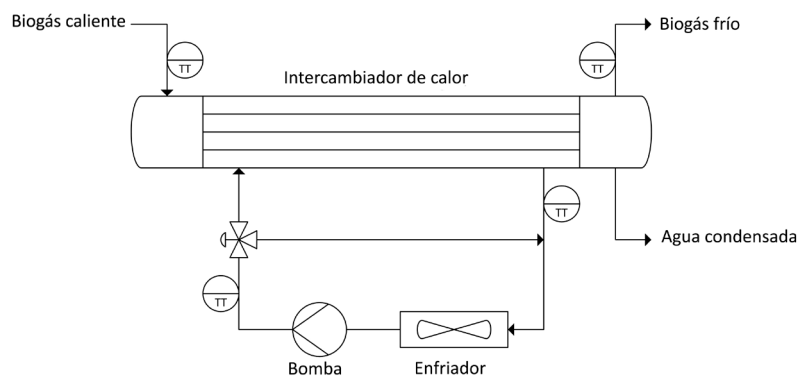 Biogás caliente
Biogás frío
TT
TT
Intercambiador de calor
TT
Agua condensada
TT
Bomba
Enfriador